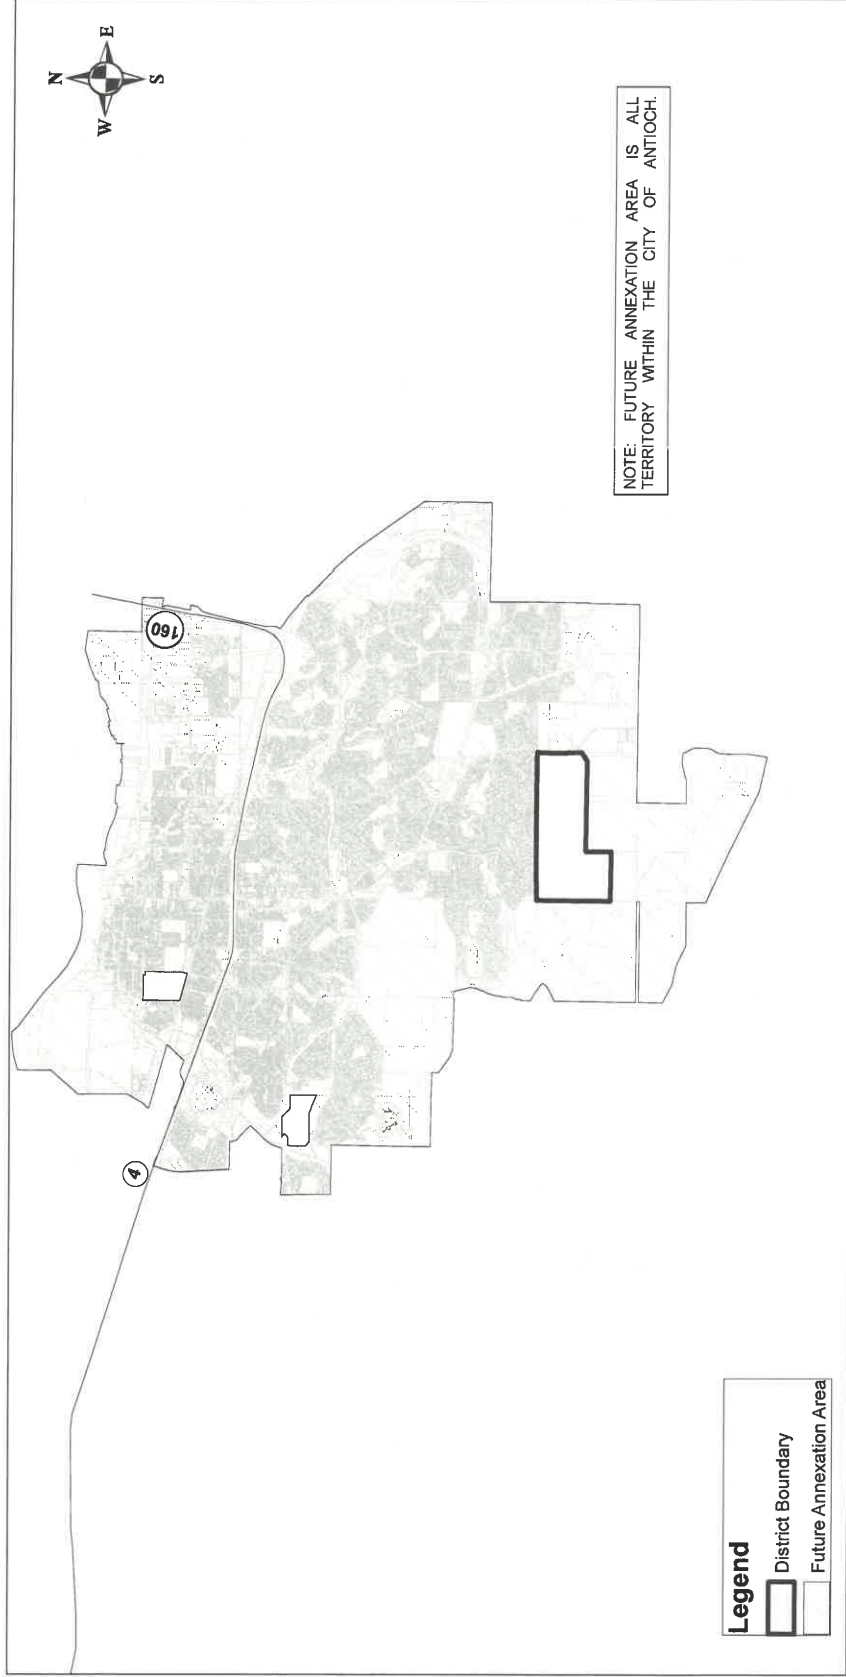 N
W
E
S
160
4
NOTE: FUTURE ANNEXATION AREA IS ALL
TERRITORY WITHIN THE CITY OF ANTIOCH.
Legend
District Boundary
Future Annexation Area